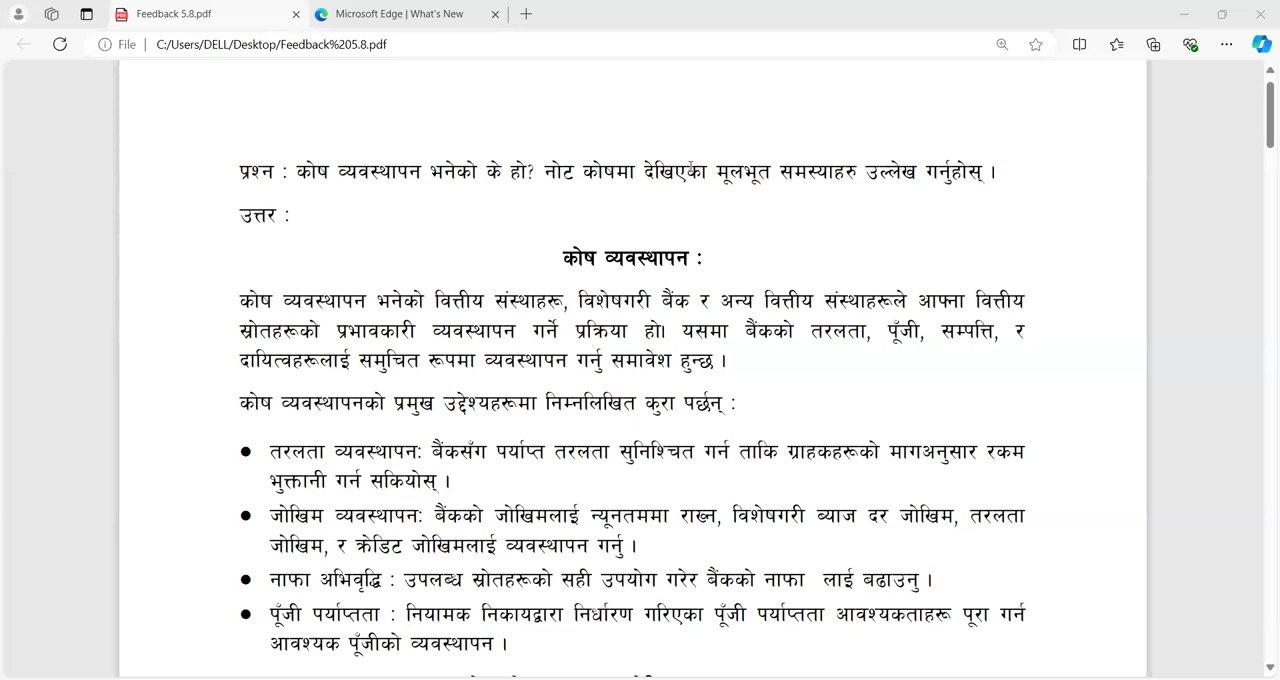 Feedback 5.8.pdf
Microsoft Edge | What's New
File
C:/Users/DELL/Desktop/Feedback%205.8.pdf
प्रश्न : कोष व्यवस्थापन भनेको के हो? नोट कोषमा देखिएका मूलभूत समस्याहरु उल्लेख गर्नुहोस् ।
उत्तर :
कोष व्यवस्थापन :
कोष व्यवस्थापन भनेको वित्तीय संस्थाहरू, विशेषगरी बैंक र अन्य वित्तीय संस्थाहरूले आफ्ना वित्तीय
स्रोतहरूको प्रभावकारी व्यवस्थापन गर्ने प्रक्रिया हो। यसमा बैंकको तरलता, पूँजी, सम्पत्ति, र
दायित्वहरूलाई समुचित रूपमा व्यवस्थापन गर्नु समावेश हुन्छ ।
कोष व्यवस्थापनको प्रमुख उद्देश्यहरूमा निम्नलिखित कुरा पर्छन् :
● तरलता व्यवस्थापन: बैंकसँग पर्याप्त तरलता सुनिश्चित गर्न ताकि ग्राहकहरूको मागअनुसार रकम
भुक्तानी गर्न सकियोस् ।
● जोखिम व्यवस्थापन: बैंकको जोखिमलाई न्यूनतममा राख्न, विशेषगरी ब्याज दर जोखिम, तरलता
जोखिम, र क्रेडिट जोखिमलाई व्यवस्थापन गर्नु ।
● नाफा अभिवृद्धि : उपलब्ध स्रोतहरूको सही उपयोग गरेर बैंकको नाफा लाई बढाउनु ।
● पूँजी पर्याप्तता : नियामक निकायद्वारा निर्धारण गरिएका पूँजी पर्याप्तता आवश्यकताहरू पूरा गर्न
आवश्यक पूँजीको व्यवस्थापन ।